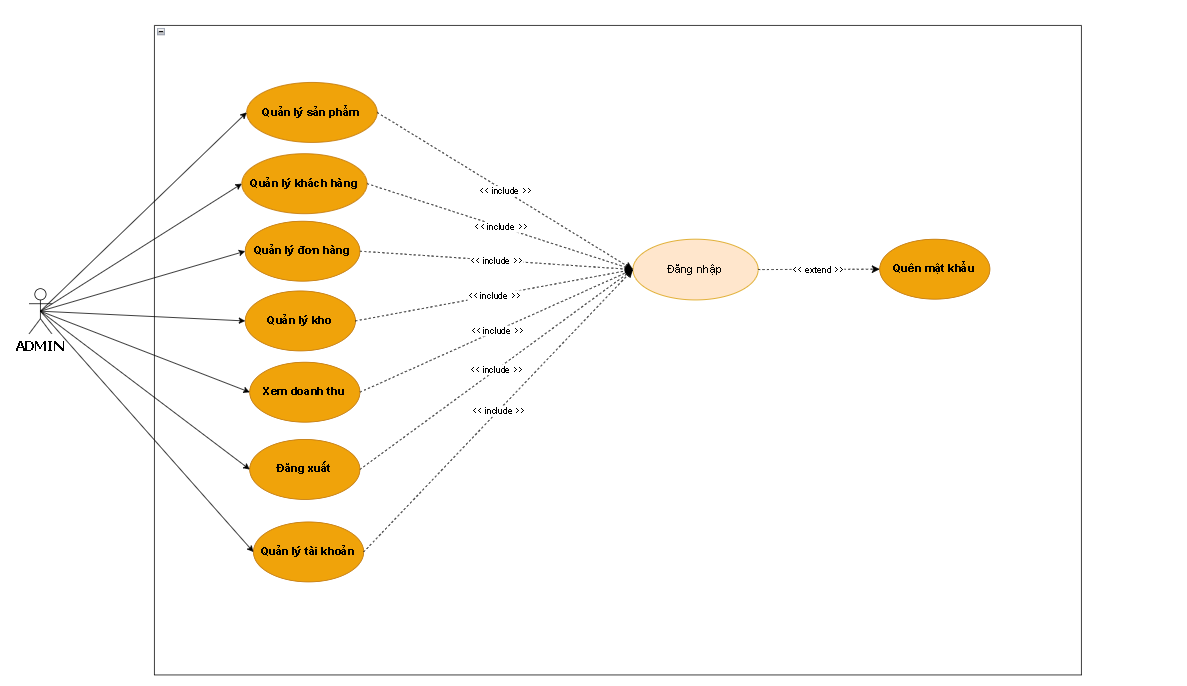 Quản lý sản phẩm
<< include >>
Quản lý khách hàng
<< include >>
Quản lý đơn hàng
<< include >>
Đăng nhập
<< extend >>
Quên mật khẩu
ADMIN
Quản lý kho
<< include >>
<< include >>
Xem doanh thu
<< include >>
<< include >>
Đăng xuất
Quản lý tài khoản